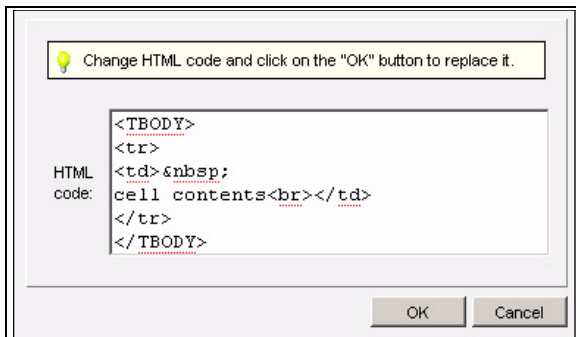 Change HTML code and click on the "OK" button to replace it.
HTML
code:
<TBODY>
<tr>
<td>&nbsp;
cell contents<br></td>
</tr>
</TBODY>
OK Cancel